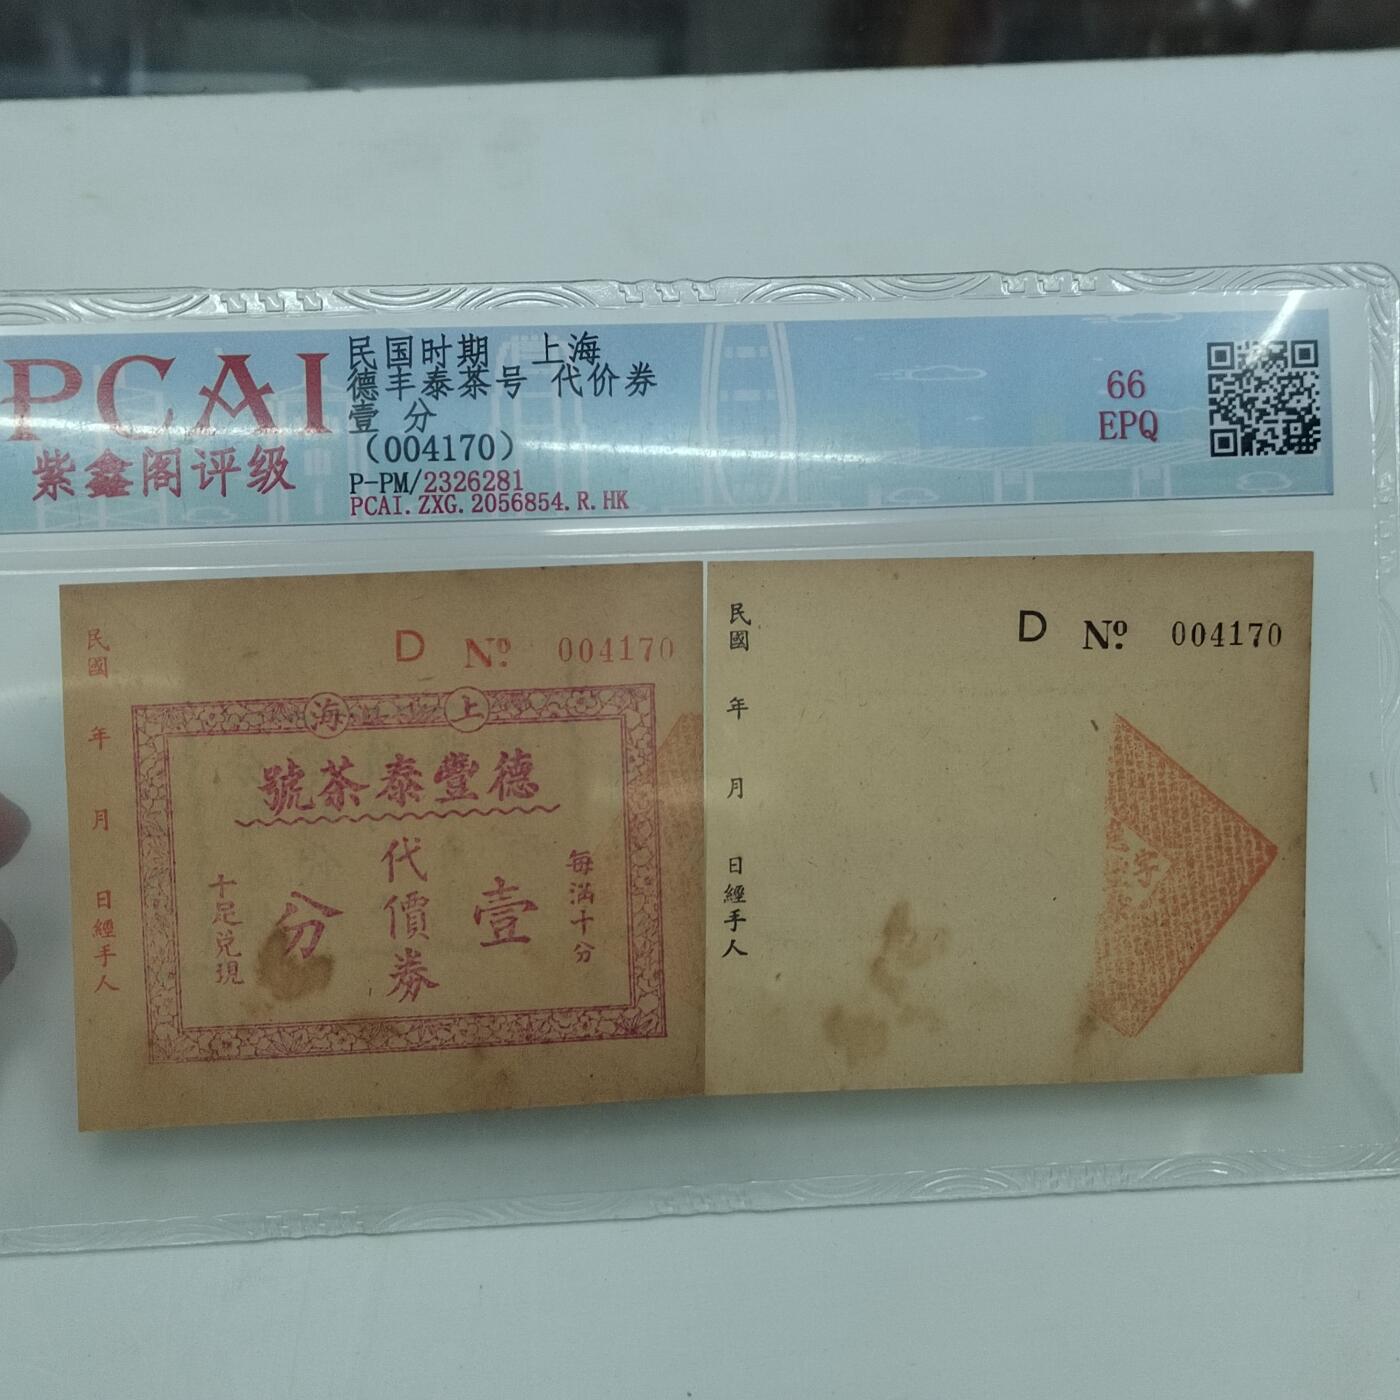 PCAI
紫鑫阁评级
民国时期 上海
德丰泰茶号 代价券
壹 分
（004170）
P-PM/2326281
PCAI.ZXG.2056854.R.HK
66
EPQ
D Nº. 004170
民國 年 月 日經手人
上海
德豐泰茶號
每滿十分
壹分
代價券
十足兑現
D Nº. 004170
民國 年 月 日經手人